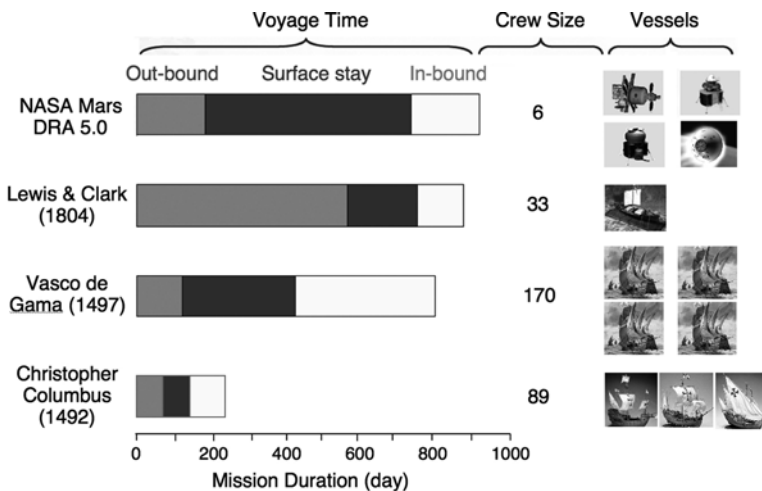 Voyage Time
Crew Size
Vessels
Out-bound
Surface stay
In-bound
NASA Mars
DRA 5.0
6
Lewis & Clark
(1804)
33
Vasco de
Gama (1497)
170
Christopher
Columbus
(1492)
89
0 200 400 600 800 1000
Mission Duration (day)